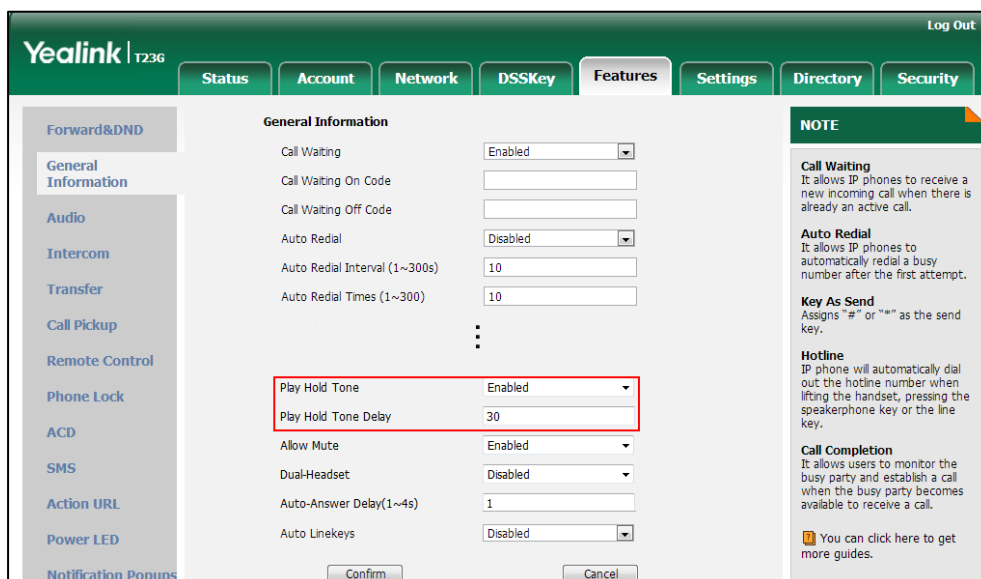 Log Out
Yealink T23G
Status Account Network DSSKey Features Settings Directory Security
Forward&DND
General
Information
Audio
Intercom
Transfer
Call Pickup
Remote Control
Phone Lock
ACD
SMS
Action URL
Power LED
Notification Popups
General Information
Call Waiting Enabled
Call Waiting On Code
Call Waiting Off Code
Auto Redial Disabled
Auto Redial Interval (1~300s) 10
Auto Redial Times (1~300) 10
Play Hold Tone Enabled
Play Hold Tone Delay 30
Allow Mute Enabled
Dual-Headset Disabled
Auto-Answer Delay(1~4s) 1
Auto Linekeys Disabled
Confirm Cancel
NOTE
Call Waiting
It allows IP phones to receive a
new incoming call when there is
already an active call.
Auto Redial
It allows IP phones to
automatically redial a busy
number after the first attempt.
Key As Send
Assigns "#" or "*" as the send
key.
Hotline
IP phone will automatically dial
out the hotline number when
lifting the handset, pressing the
speakerphone key or the line
key.
Call Completion
It allows users to monitor the
busy party and establish a call
when the busy party becomes
available to receive a call.
You can click here to get
more guides.